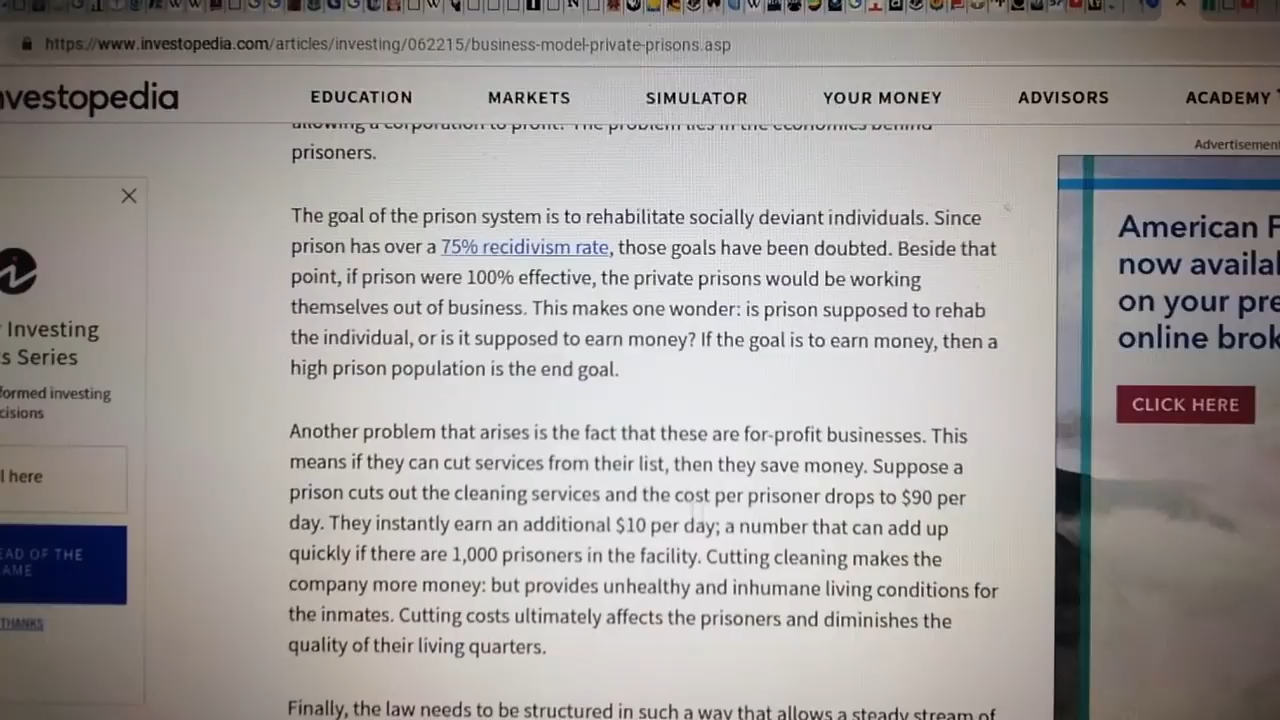 https://www.investopedia.com/articles/investing/062215/business-model-private-prisons.asp
nvestopedia
EDUCATION MARKETS SIMULATOR YOUR MONEY ADVISORS ACADEMY
Advertisement
prisoners.
The goal of the prison system is to rehabilitate socially deviant individuals. Since
prison has over a 75% recidivism rate, those goals have been doubted. Beside that
point, if prison were 100% effective, the private prisons would be working
themselves out of business. This makes one wonder: is prison supposed to rehab
the individual, or is it supposed to earn money? If the goal is to earn money, then a
high prison population is the end goal.
Another problem that arises is the fact that these are for-profit businesses. This
means if they can cut services from their list, then they save money. Suppose a
prison cuts out the cleaning services and the cost per prisoner drops to $90 per
day. They instantly earn an additional $10 per day; a number that can add up
quickly if there are 1,000 prisoners in the facility. Cutting cleaning makes the
company more money: but provides unhealthy and inhumane living conditions for
the inmates. Cutting costs ultimately affects the prisoners and diminishes the
quality of their living quarters.
Finally, the law needs to be structured in such a way that allows a steady stream of
Investing
s Series
formed investing
cisions
l here
EAD OF THE
AME
THANKS
American F
now availal
on your pre
online brok
CLICK HERE